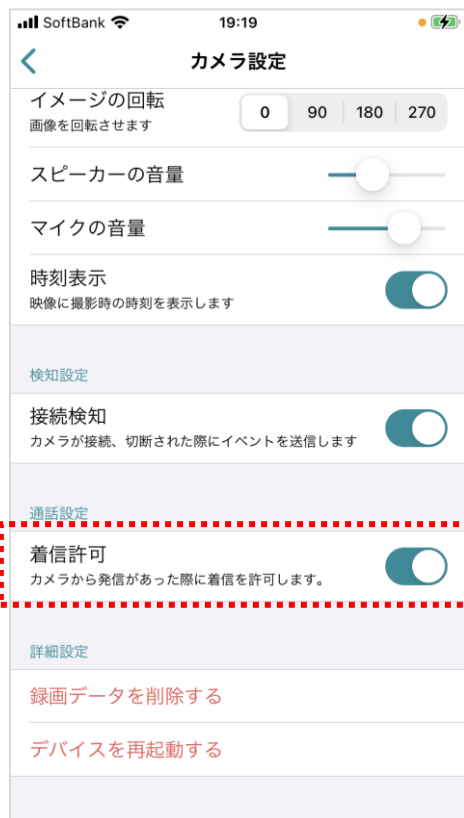 SoftBank 19:19
カメラ設定
イメージの回転
画像を回転させます
0 90 180 270
スピーカーの音量
マイクの音量
時刻表示
映像に撮影時の時刻を表示します
検知設定
接続検知
カメラが接続、切断された際にイベントを送信します
通話設定
着信許可
カメラから発信があった際に着信を許可します。
詳細設定
録画データを削除する
デバイスを再起動する